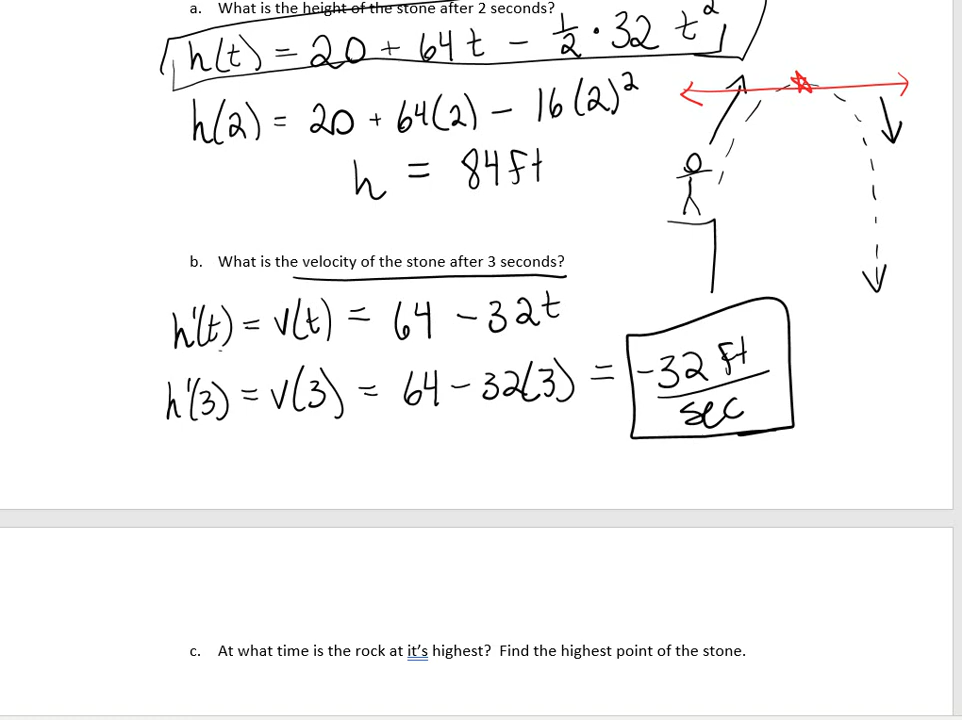 a. What is the height of the stone after 2 seconds?
h(t) = 20 + 64t - 1/2 · 32 t²
h(2) = 20 + 64(2) - 16(2)²
h = 84ft
b. What is the velocity of the stone after 3 seconds?
h'(t) = v(t) = 64 - 32t
h'(3) = v(3) = 64 - 32(3) = -32 ft/sec
c. At what time is the rock at it's highest? Find the highest point of the stone.